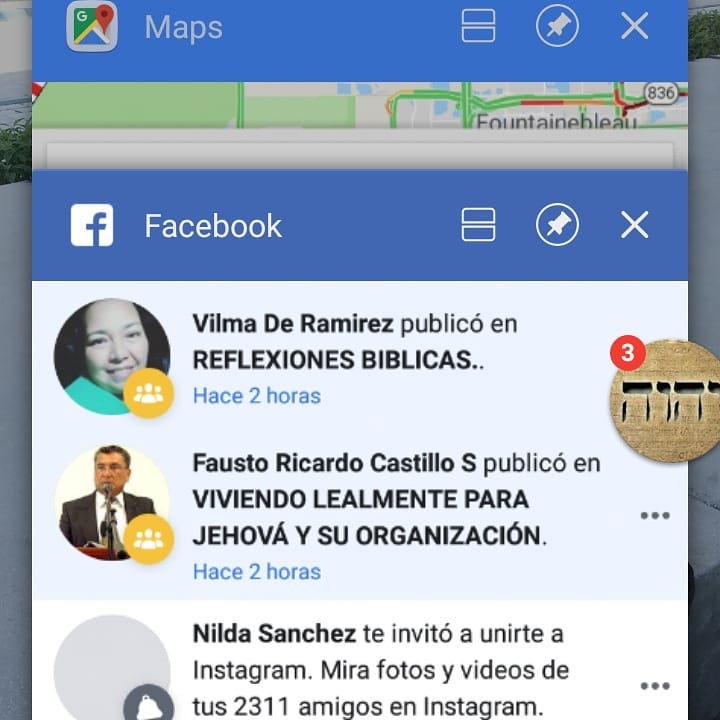 Maps
836
Fountainebleau
Facebook
Vilma De Ramirez publicó en
REFLEXIONES BIBLICAS..
Hace 2 horas
3
יהוה
Fausto Ricardo Castillo S publicó en
VIVIENDO LEALMENTE PARA
JEHOVÁ Y SU ORGANIZACIÓN.
Hace 2 horas
Nilda Sanchez te invitó a unirte a
Instagram. Mira fotos y videos de
tus 2311 amigos en Instagram.